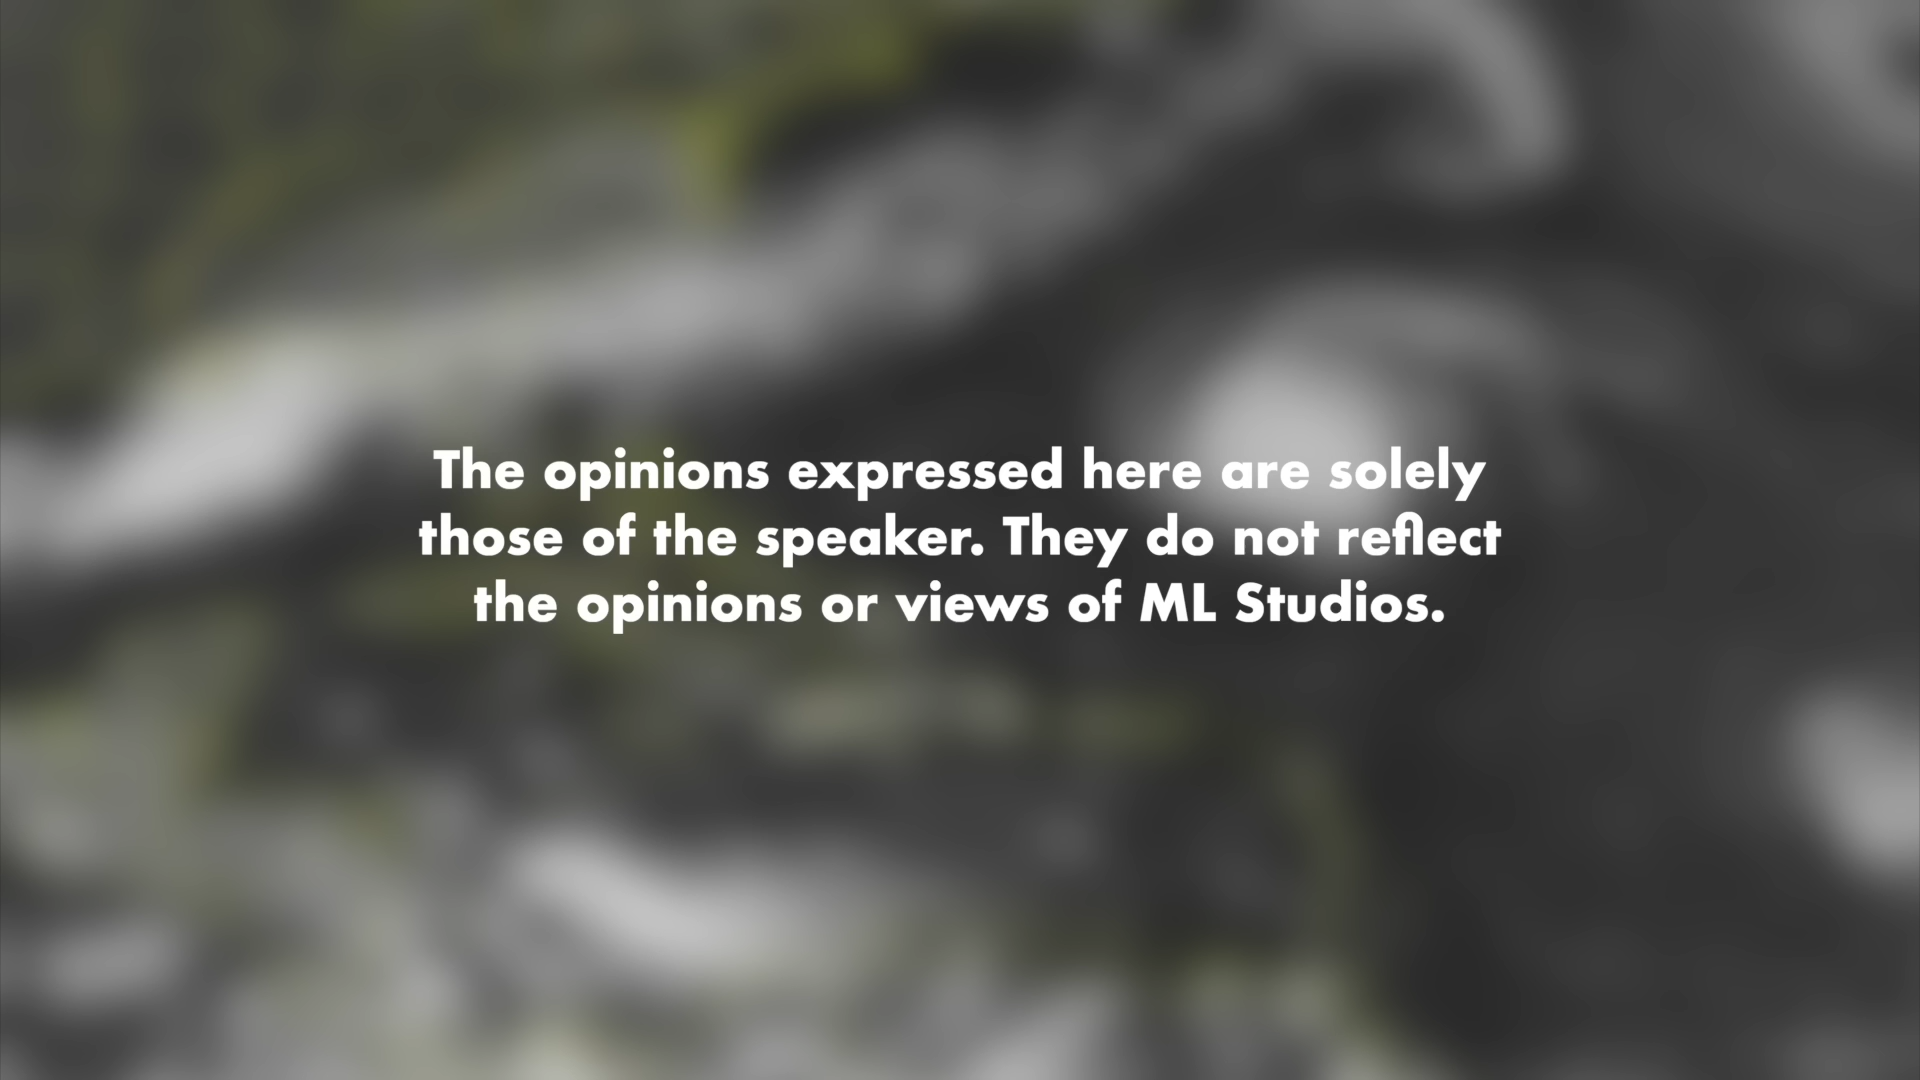 The opinions expressed here are solely
those of the speaker. They do not reflect
the opinions or views of ML Studios.